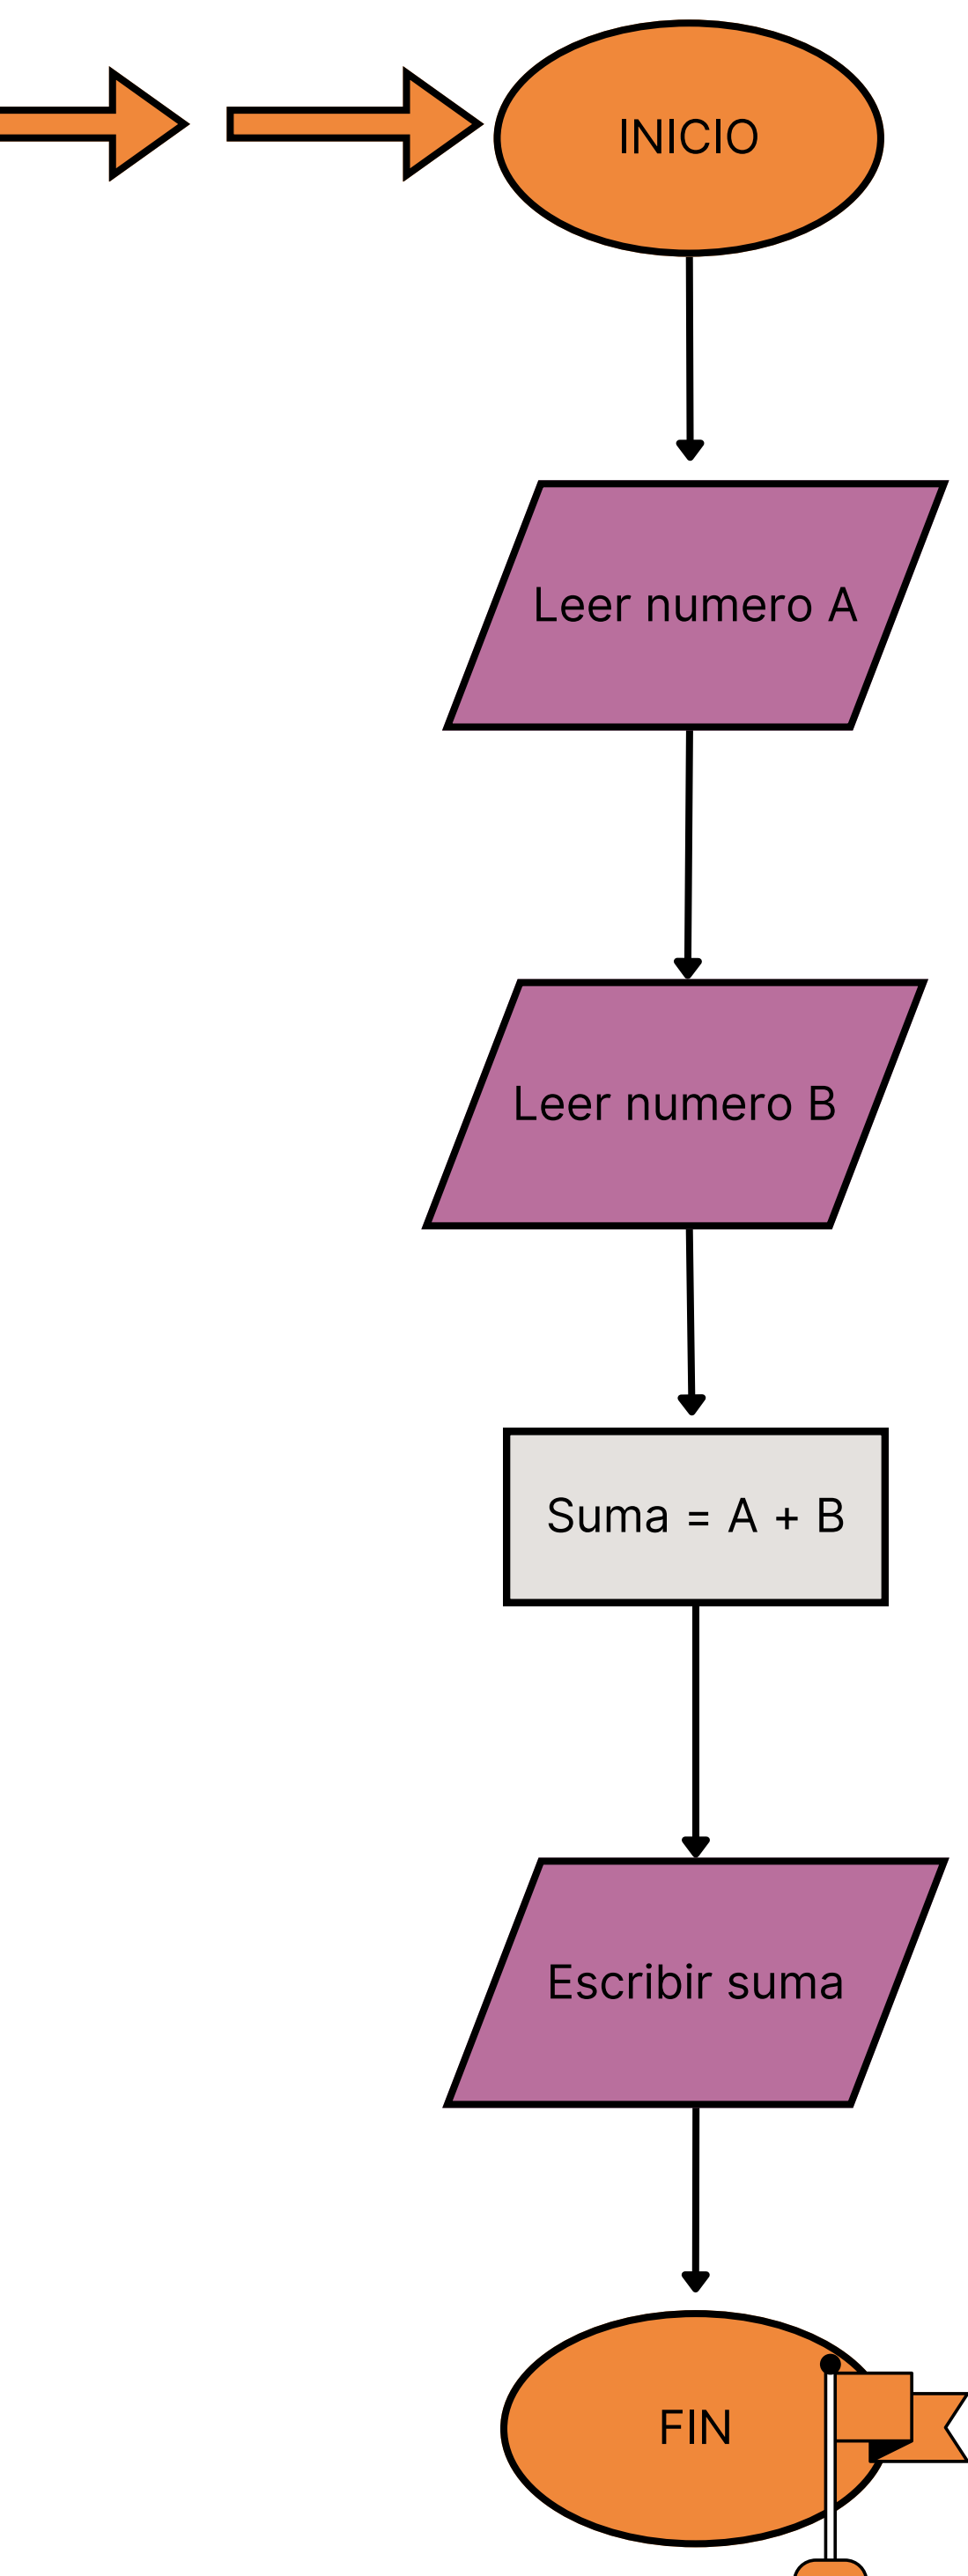 INICIO
Leer numero A
Leer numero B
Suma = A + B
Escribir suma
FIN